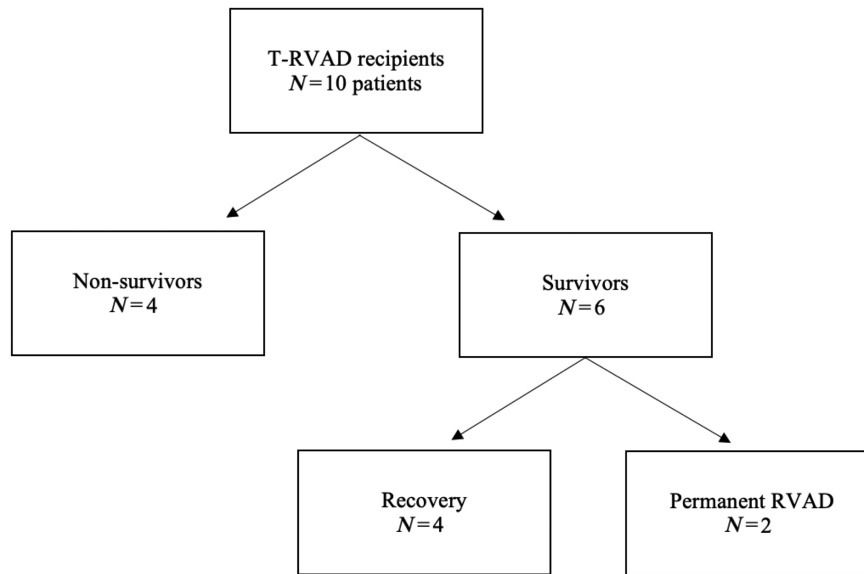 T-RVAD recipients
N=10 patients
Non-survivors
N=4
Survivors
N=6
Recovery
N=4
Permanent RVAD
N=2